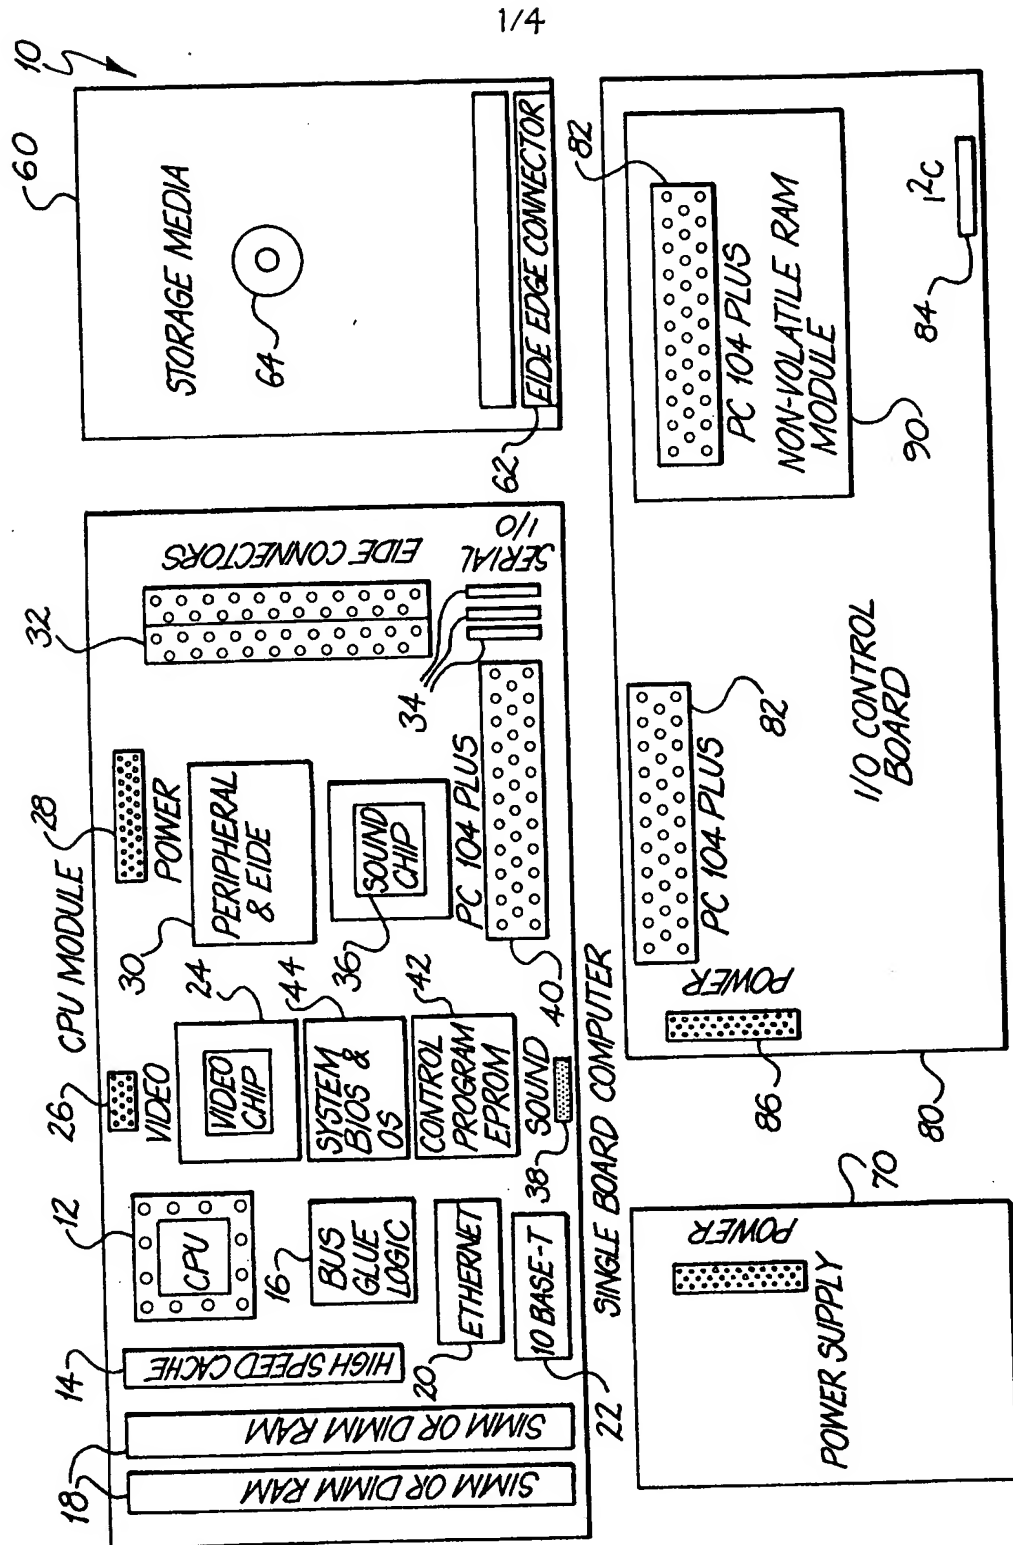 1/4
10
60
STORAGE MEDIA
64
EIDE EDGE CONNECTOR
62
CPU MODULE
18
SIMM OR DIMM RAM
SIMM OR DIMM RAM
14
HIGH SPEED CACHE
12
CPU
16
BUS
GLUE
LOGIC
20
ETHERNET
22
10 BASE-T
26
VIDEO
24
VIDEO
CHIP
44
SYSTEM
BIOS &
OS
42
CONTROL
PROGRAM
EPROM
38
SOUND
28
POWER
30
PERIPHERAL
& EIDE
36
SOUND
CHIP
PC 104 PLUS
40
32
EIDE CONNECTORS
34
SERIAL
I/O
SINGLE BOARD COMPUTER
70
POWER
POWER SUPPLY
80
86
POWER
PC 104 PLUS
82
I/O CONTROL
BOARD
82
PC 104 PLUS
NON-VOLATILE RAM
MODULE
90
84
I2C